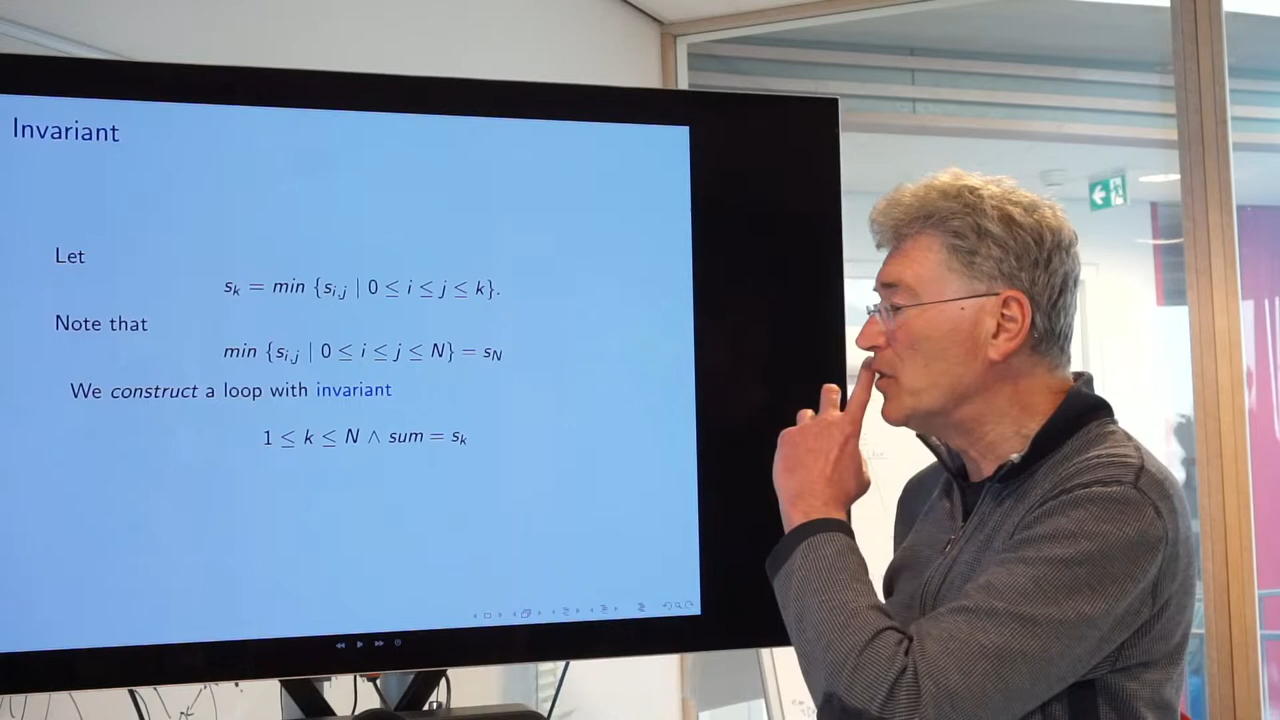 Invariant
Let
s_k = min {s_{i,j} | 0 ≤ i ≤ j ≤ k}.
Note that
min {s_{i,j} | 0 ≤ i ≤ j ≤ N} = s_N
We construct a loop with invariant
1 ≤ k ≤ N ∧ sum = s_k